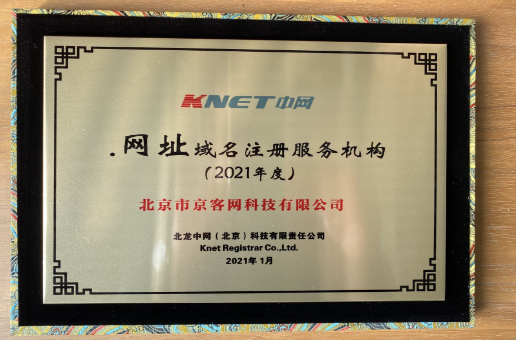 KNET中网
.网址域名注册服务机构
（2021年度）
北京市京客网科技有限公司
北龙中网（北京）科技有限责任公司
Knet Registrar Co.,Ltd.
2021年1月